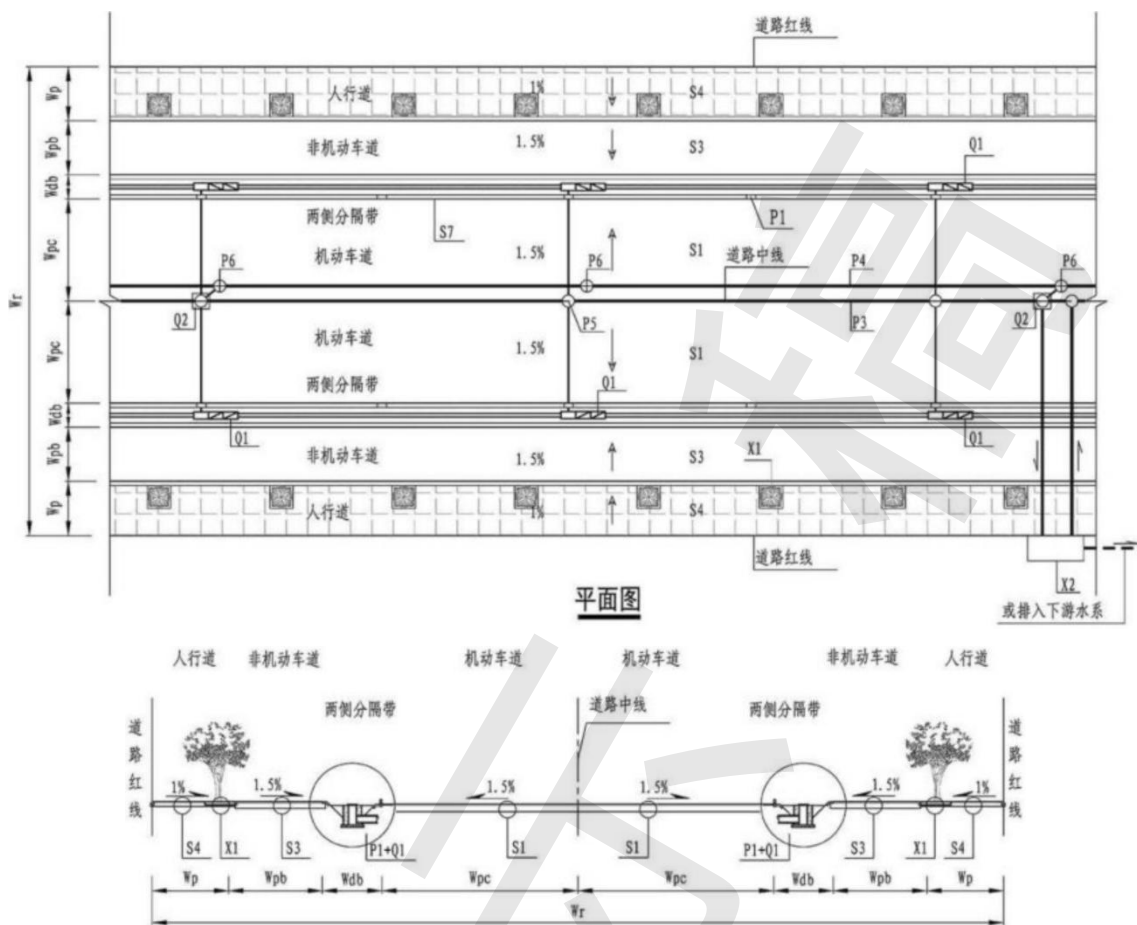 道路红线
Wp
人行道
1%
S4
Wpb
非机动车道
1.5%
S3
Q1
Wdb
两侧分隔带
S7
P1
Wpc
机动车道
1.5%
S1
道路中线
P6
P6
P4
P6
Wr
Q2
P5
P3
Q2
Wpc
机动车道
1.5%
S1
两侧分隔带
Q1
Wdb
Q1
Q1
Wpb
非机动车道
1.5%
S3
X1
Wp
人行道
1%
S4
道路红线
X2
平面图
或排入下游水系
人行道 非机动车道 机动车道 机动车道 非机动车道 人行道
道路红线 两侧分隔带 道路中线 两侧分隔带 道路红线
1% 1.5% 1.5% 1.5% 1.5% 1%
S4 X1 S3 P1+Q1 S1 S1 P1+Q1 S3 X1 S4
Wp Wpb Wdb Wpc Wpc Wdb Wpb Wp
Wr